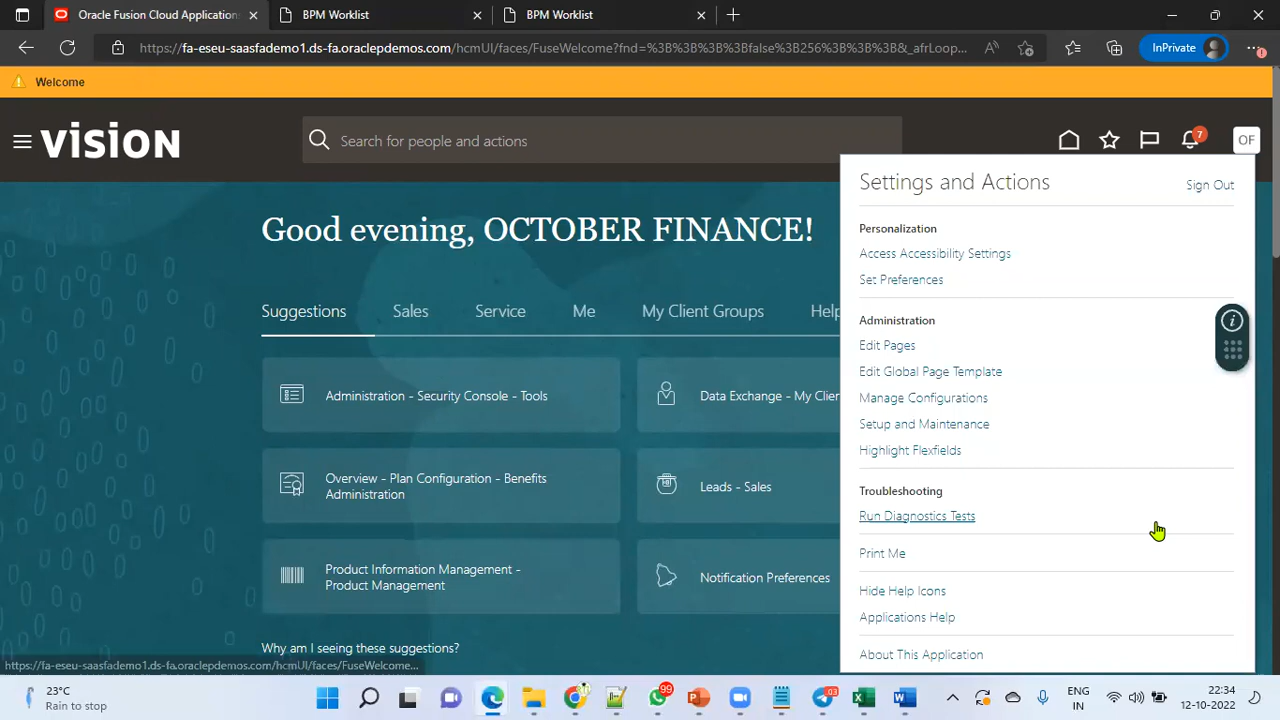 Oracle Fusion Cloud Application
BPM Worklist
BPM Worklist
https://fa-eseu-saasfademo1.ds-fa.oraclepdemos.com/hcmUI/faces/FuseWelcome?fnd=%3B%3B%3B%3Bfalse%3B256%3B%3B%3B&_afrLoop...
InPrivate
Welcome
vision
Search for people and actions
7
OF
Settings and Actions
Sign Out
Good evening, OCTOBER FINANCE!
Personalization
Access Accessibility Settings
Set Preferences
Suggestions
Sales
Service
Me
My Client Groups
Help
Administration
Edit Pages
Edit Global Page Template
Manage Configurations
Setup and Maintenance
Highlight Flexfields
Administration - Security Console - Tools
Data Exchange - My Clien
Overview - Plan Configuration - Benefits
Administration
Leads - Sales
Troubleshooting
Run Diagnostics Tests
Print Me
Product Information Management -
Product Management
Notification Preferences
Hide Help Icons
Applications Help
Why am I seeing these suggestions?
About This Application
https://fa-eseu-saasfademo1.ds-fa.oraclepdemos.com/hcmUI/faces/FuseWelcome...
23°C
Rain to stop
99
03
ENG
IN
22:34
12-10-2022